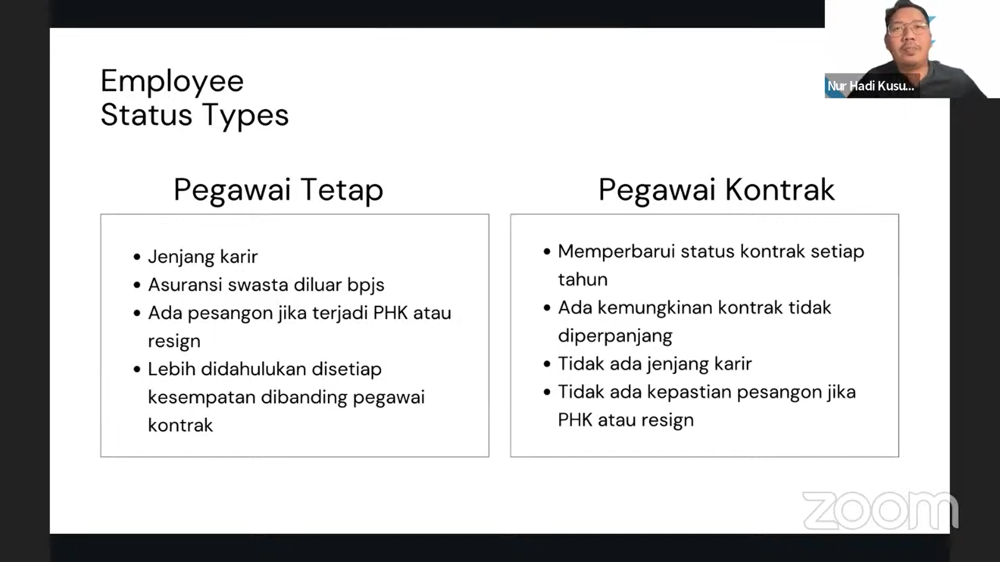 Nur Hadi Kusu...
Employee
Status Types
Pegawai Tetap
• Jenjang karir
• Asuransi swasta diluar bpjs
• Ada pesangon jika terjadi PHK atau
resign
• Lebih didahulukan disetiap
kesempatan dibanding pegawai
kontrak
Pegawai Kontrak
• Memperbarui status kontrak setiap
tahun
• Ada kemungkinan kontrak tidak
diperpanjang
• Tidak ada jenjang karir
• Tidak ada kepastian pesangon jika
PHK atau resign
zoom